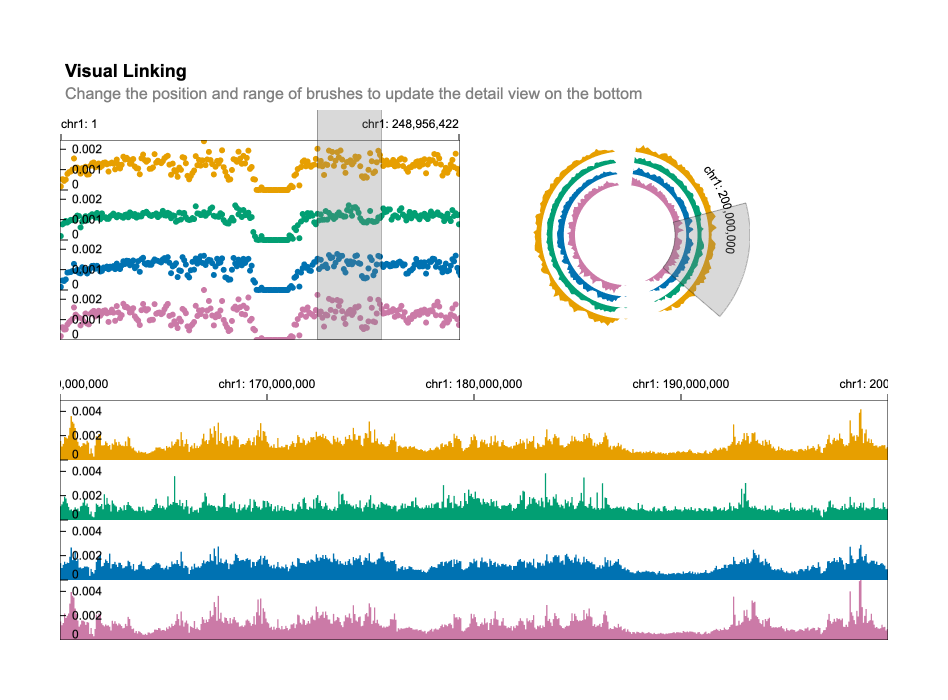 Visual Linking
Change the position and range of brushes to update the detail view on the bottom
chr1: 1
chr1: 248,956,422
0.002
0.001
0
0.002
0.001
0
0.002
0.001
0
0.002
0.001
0
chr1: 200,000,000
),000,000
chr1: 170,000,000
chr1: 180,000,000
chr1: 190,000,000
chr1: 200
0.004
0.002
0
0.004
0.002
0
0.004
0.002
0
0.004
0.002
0